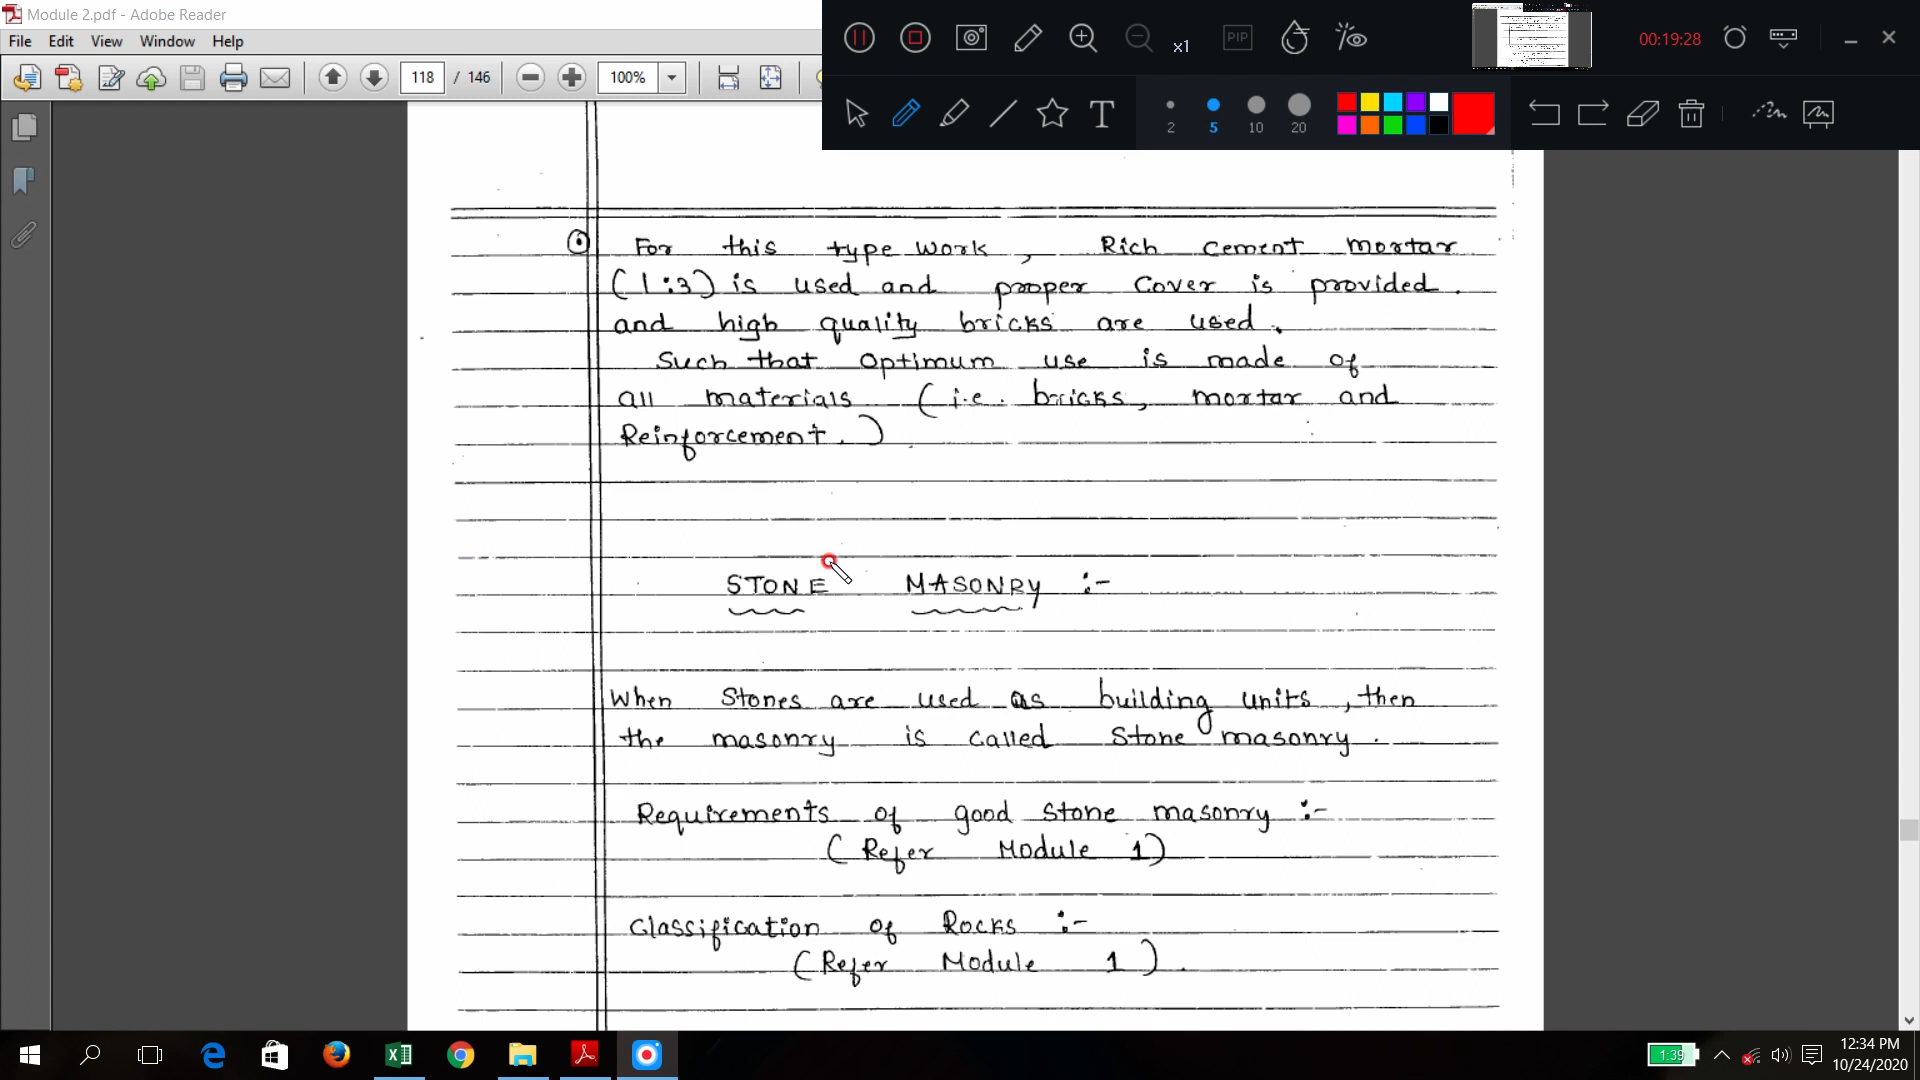 Module 2.pdf - Adobe Reader
File Edit View Window Help
118 / 146 100%
x1 PIP 00:19:28
2 5 10 20
For this type work, Rich cement mortar
(1:3) is used and proper cover is provided.
and high quality bricks are used.
Such that optimum use is made of
all materials (i.e. bricks, mortar and
Reinforcement.)
STONE MASONRY :-
When stones are used as building units, then
the masonry is called stone masonry.
Requirements of good stone masonry :-
(Refer Module 1)
Classification of Rocks :-
(Refer Module 1).
1:39
12:34 PM
10/24/2020